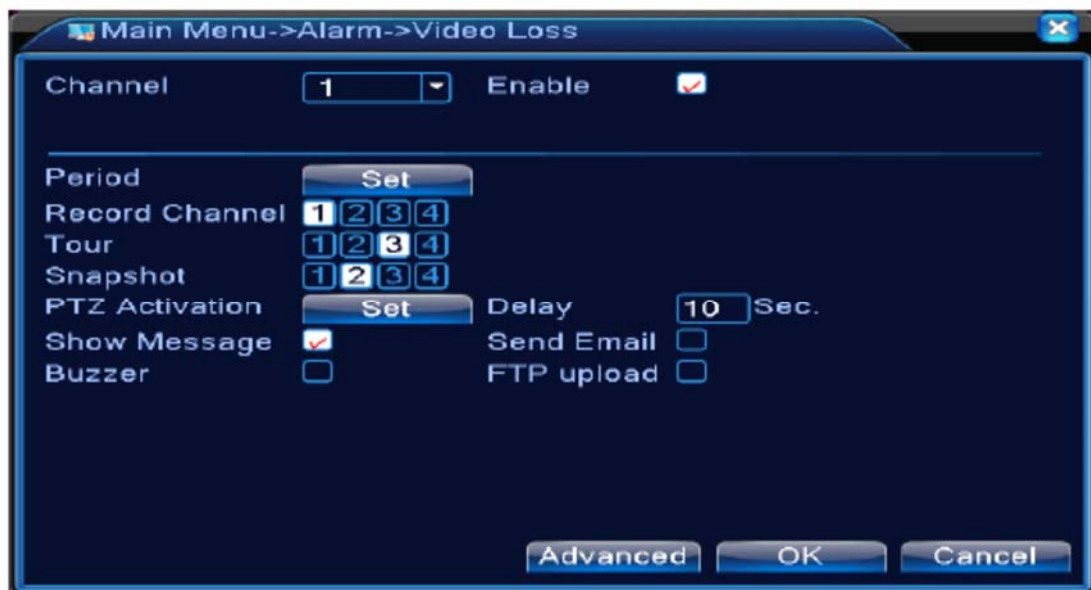 Main Menu->Alarm->Video Loss
Channel 1 Enable
Period Set
Record Channel 1 2 3 4
Tour 1 2 3 4
Snapshot 1 2 3 4
PTZ Activation Set Delay 10 Sec.
Show Message Send Email
Buzzer FTP upload
Advanced OK Cancel